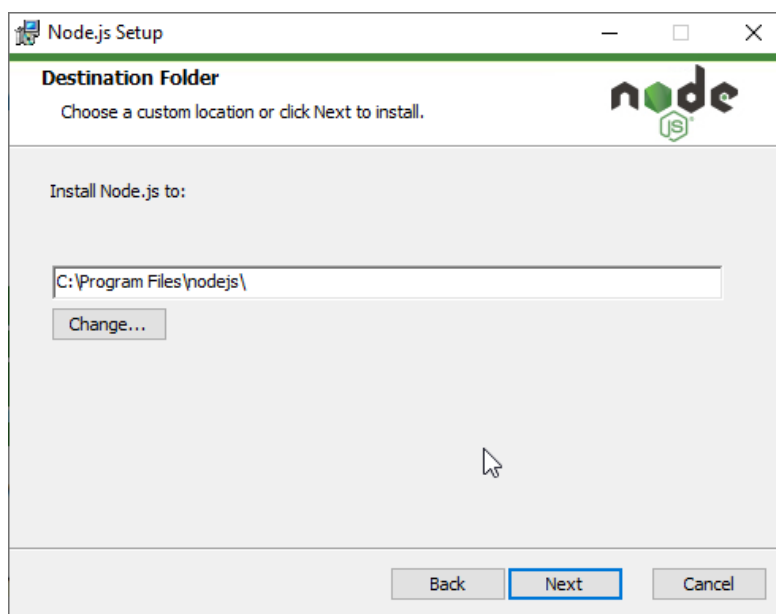 Node.js Setup
Destination Folder
Choose a custom location or click Next to install.
node
JS
Install Node.js to:
C:\Program Files\nodejs\
Change...
Back Next Cancel